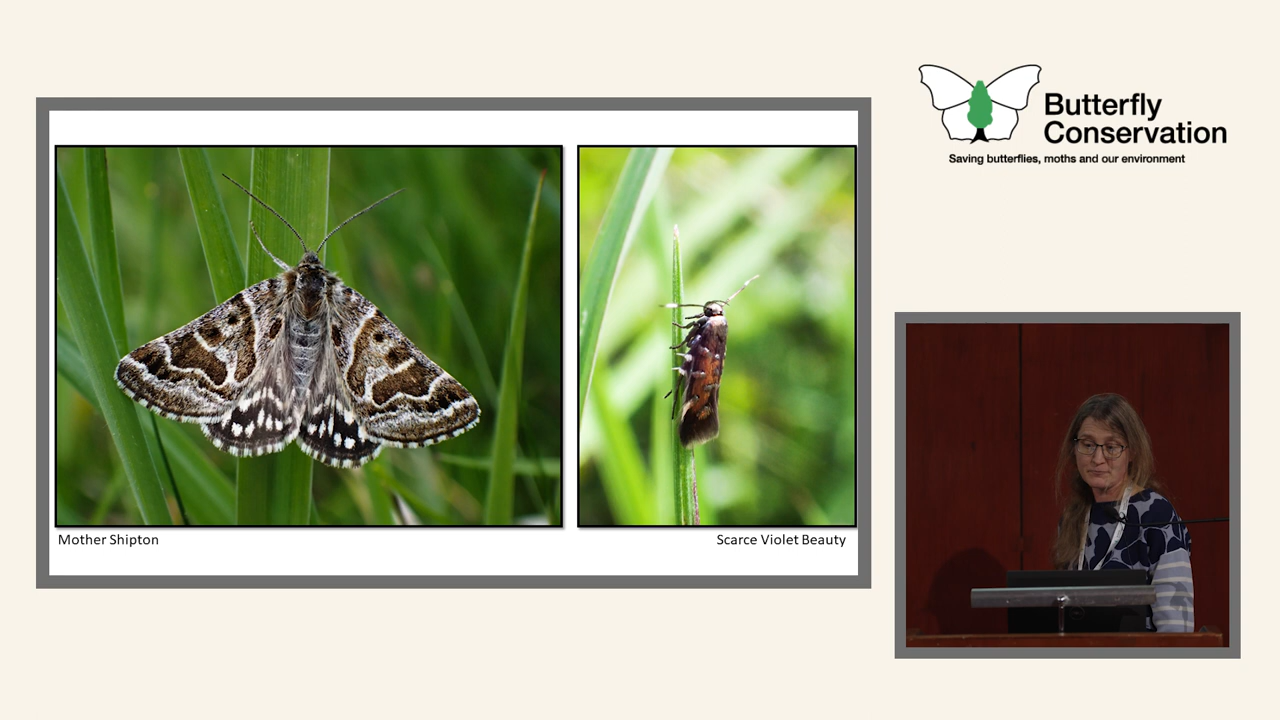 Butterfly
Conservation
Saving butterflies, moths and our environment
Mother Shipton
Scarce Violet Beauty